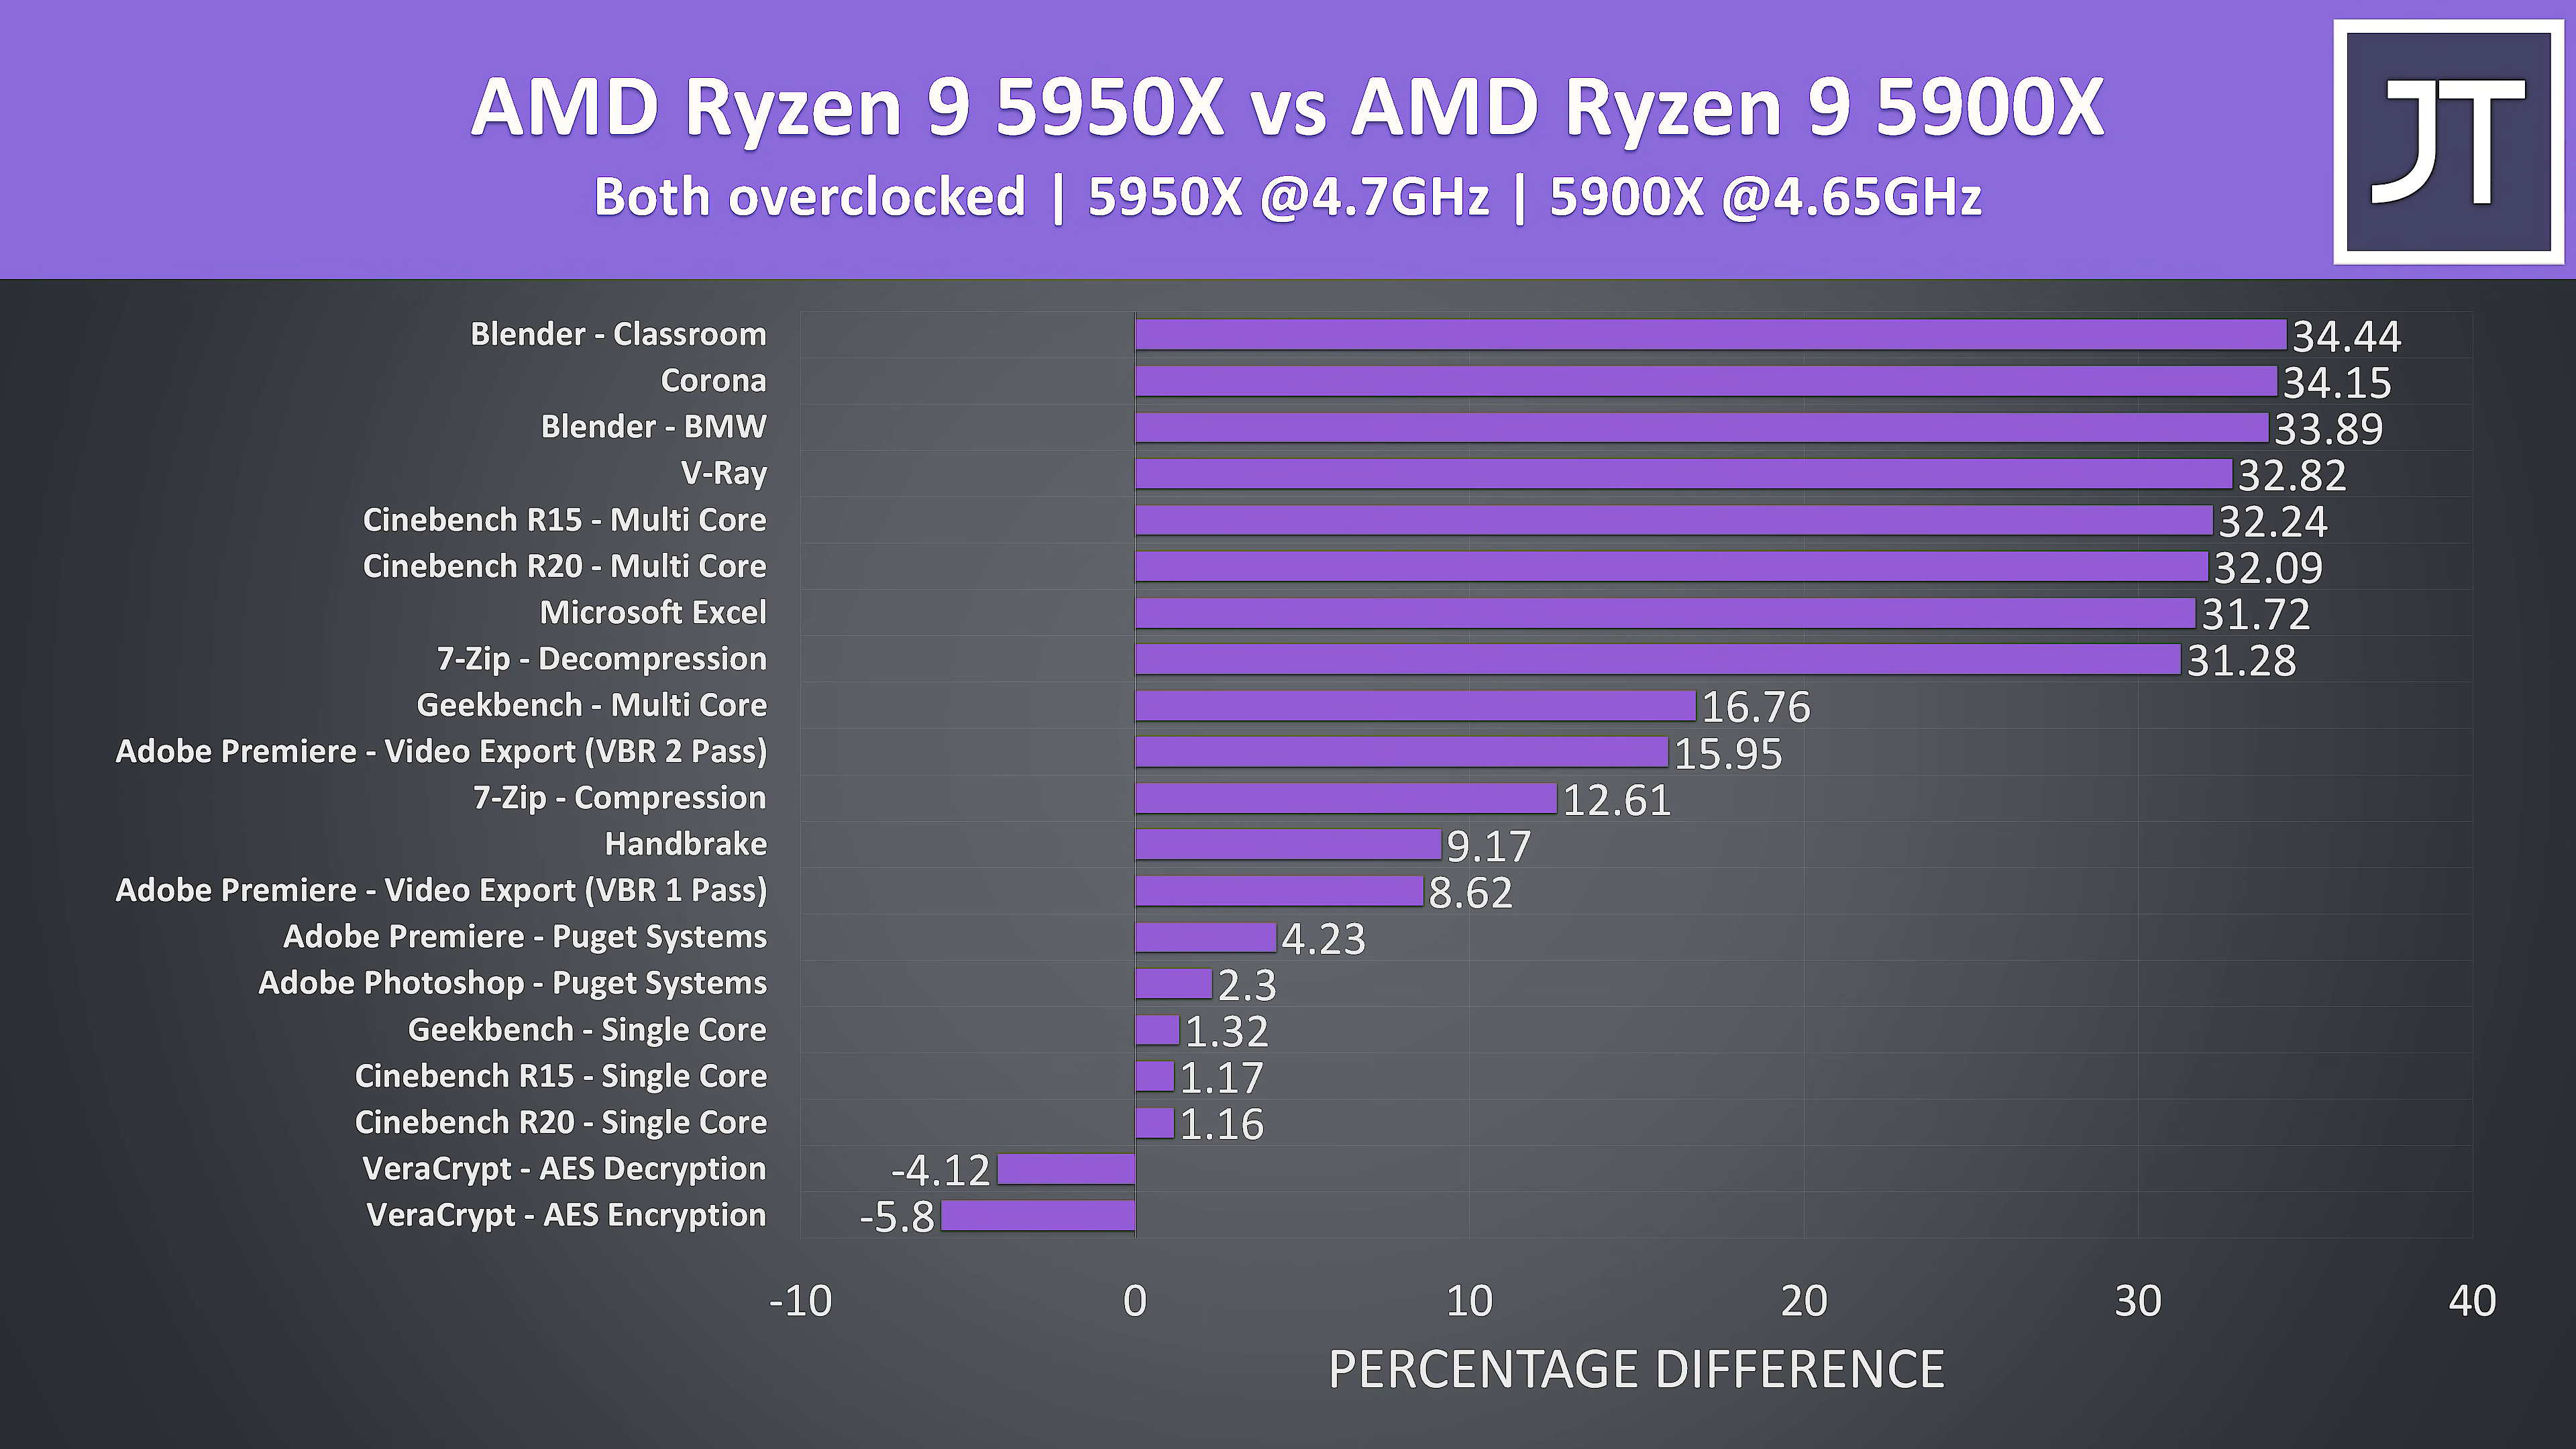 AMD Ryzen 9 5950X vs AMD Ryzen 9 5900X
Both overclocked | 5950X @4.7GHz | 5900X @4.65GHz
JT
Blender - Classroom 34.44
Corona 34.15
Blender - BMW 33.89
V-Ray 32.82
Cinebench R15 - Multi Core 32.24
Cinebench R20 - Multi Core 32.09
Microsoft Excel 31.72
7-Zip - Decompression 31.28
Geekbench - Multi Core 16.76
Adobe Premiere - Video Export (VBR 2 Pass) 15.95
7-Zip - Compression 12.61
Handbrake 9.17
Adobe Premiere - Video Export (VBR 1 Pass) 8.62
Adobe Premiere - Puget Systems 4.23
Adobe Photoshop - Puget Systems 2.3
Geekbench - Single Core 1.32
Cinebench R15 - Single Core 1.17
Cinebench R20 - Single Core 1.16
VeraCrypt - AES Decryption -4.12
VeraCrypt - AES Encryption -5.8
-10 0 10 20 30 40
PERCENTAGE DIFFERENCE